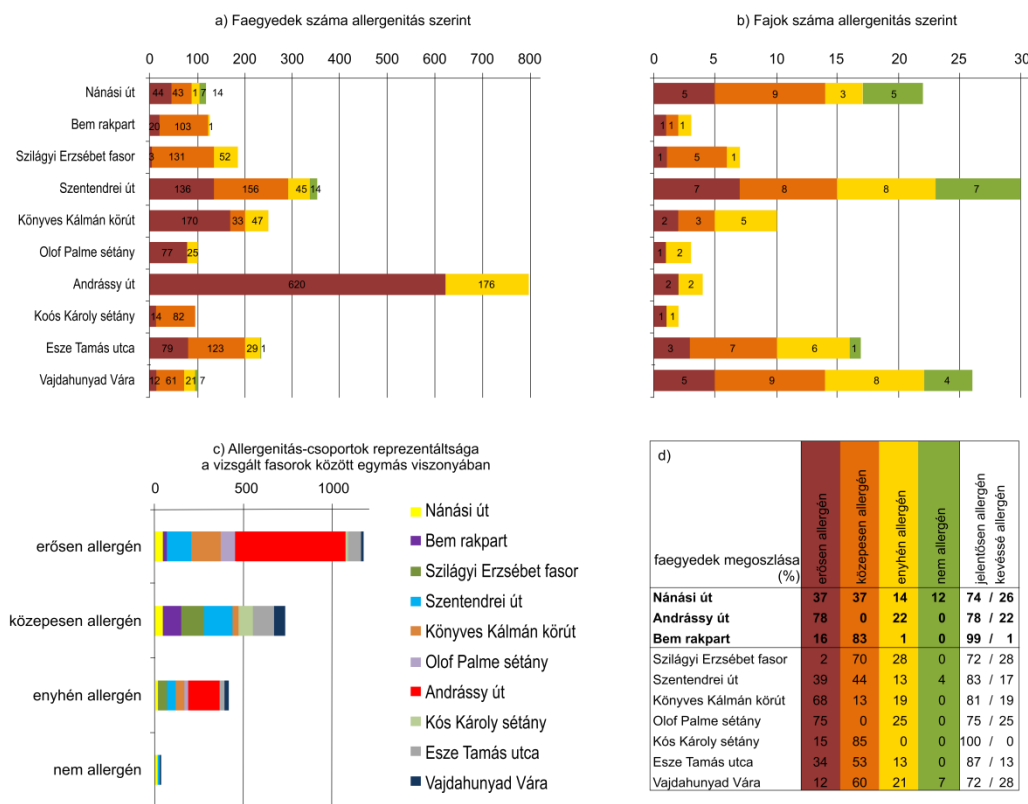 a) Faegyedek száma allergenitás szerint
0 100 200 300 400 500 600 700 800
Nánási út 44 43 1 7 14
Bem rakpart 20 103 1
Szilágyi Erzsébet fasor 3 131 52
Szentendrei út 136 156 45 14
Könyves Kálmán körút 170 33 47
Olof Palme sétány 77 25
Andrássy út 620 176
Koós Károly sétány 14 82
Esze Tamás utca 79 123 29 1
Vajdahunyad Vára 12 61 21 7
b) Fajok száma allergenitás szerint
0 5 10 15 20 25 30
5 9 3 5
1 1 1
1 5 1
7 8 8 7
2 3 5
1 2
2 2
1 1
3 7 6 1
5 9 8 4
c) Allergenitás-csoportok reprezentáltsága
a vizsgált fasorok között egymás viszonyában
0 500 1000
erősen allergén
közepesen allergén
enyhén allergén
nem allergén
Nánási út
Bem rakpart
Szilágyi Erzsébet fasor
Szentendrei út
Könyves Kálmán körút
Olof Palme sétány
Andrássy út
Kós Károly sétány
Esze Tamás utca
Vajdahunyad Vára
d)
faegyedek megoszlása
(%)
erősen allergén
közepesen allergén
enyhén allergén
nem allergén
jelentősen allergén
kevéssé allergén
Nánási út 37 37 14 12 74 / 26
Andrássy út 78 0 22 0 78 / 22
Bem rakpart 16 83 1 0 99 / 1
Szilágyi Erzsébet fasor 2 70 28 0 72 / 28
Szentendrei út 39 44 13 4 83 / 17
Könyves Kálmán körút 68 13 19 0 81 / 19
Olof Palme sétány 75 0 25 0 75 / 25
Kós Károly sétány 15 85 0 0 100 / 0
Esze Tamás utca 34 53 13 0 87 / 13
Vajdahunyad Vára 12 60 21 7 72 / 28